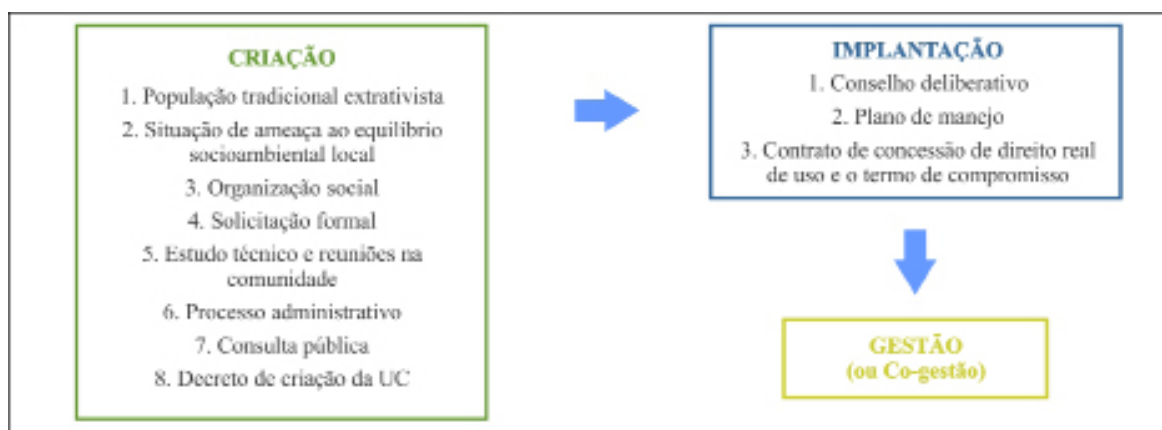 CRIAÇÃO
1. População tradicional extrativista
2. Situação de ameaça ao equilíbrio
socioambiental local
3. Organização social
4. Solicitação formal
5. Estudo técnico e reuniões na
comunidade
6. Processo administrativo
7. Consulta pública
8. Decreto de criação da UC
IMPLANTAÇÃO
1. Conselho deliberativo
2. Plano de manejo
3. Contrato de concessão de direito real
de uso e o termo de compromisso
GESTÃO
(ou Co-gestão)